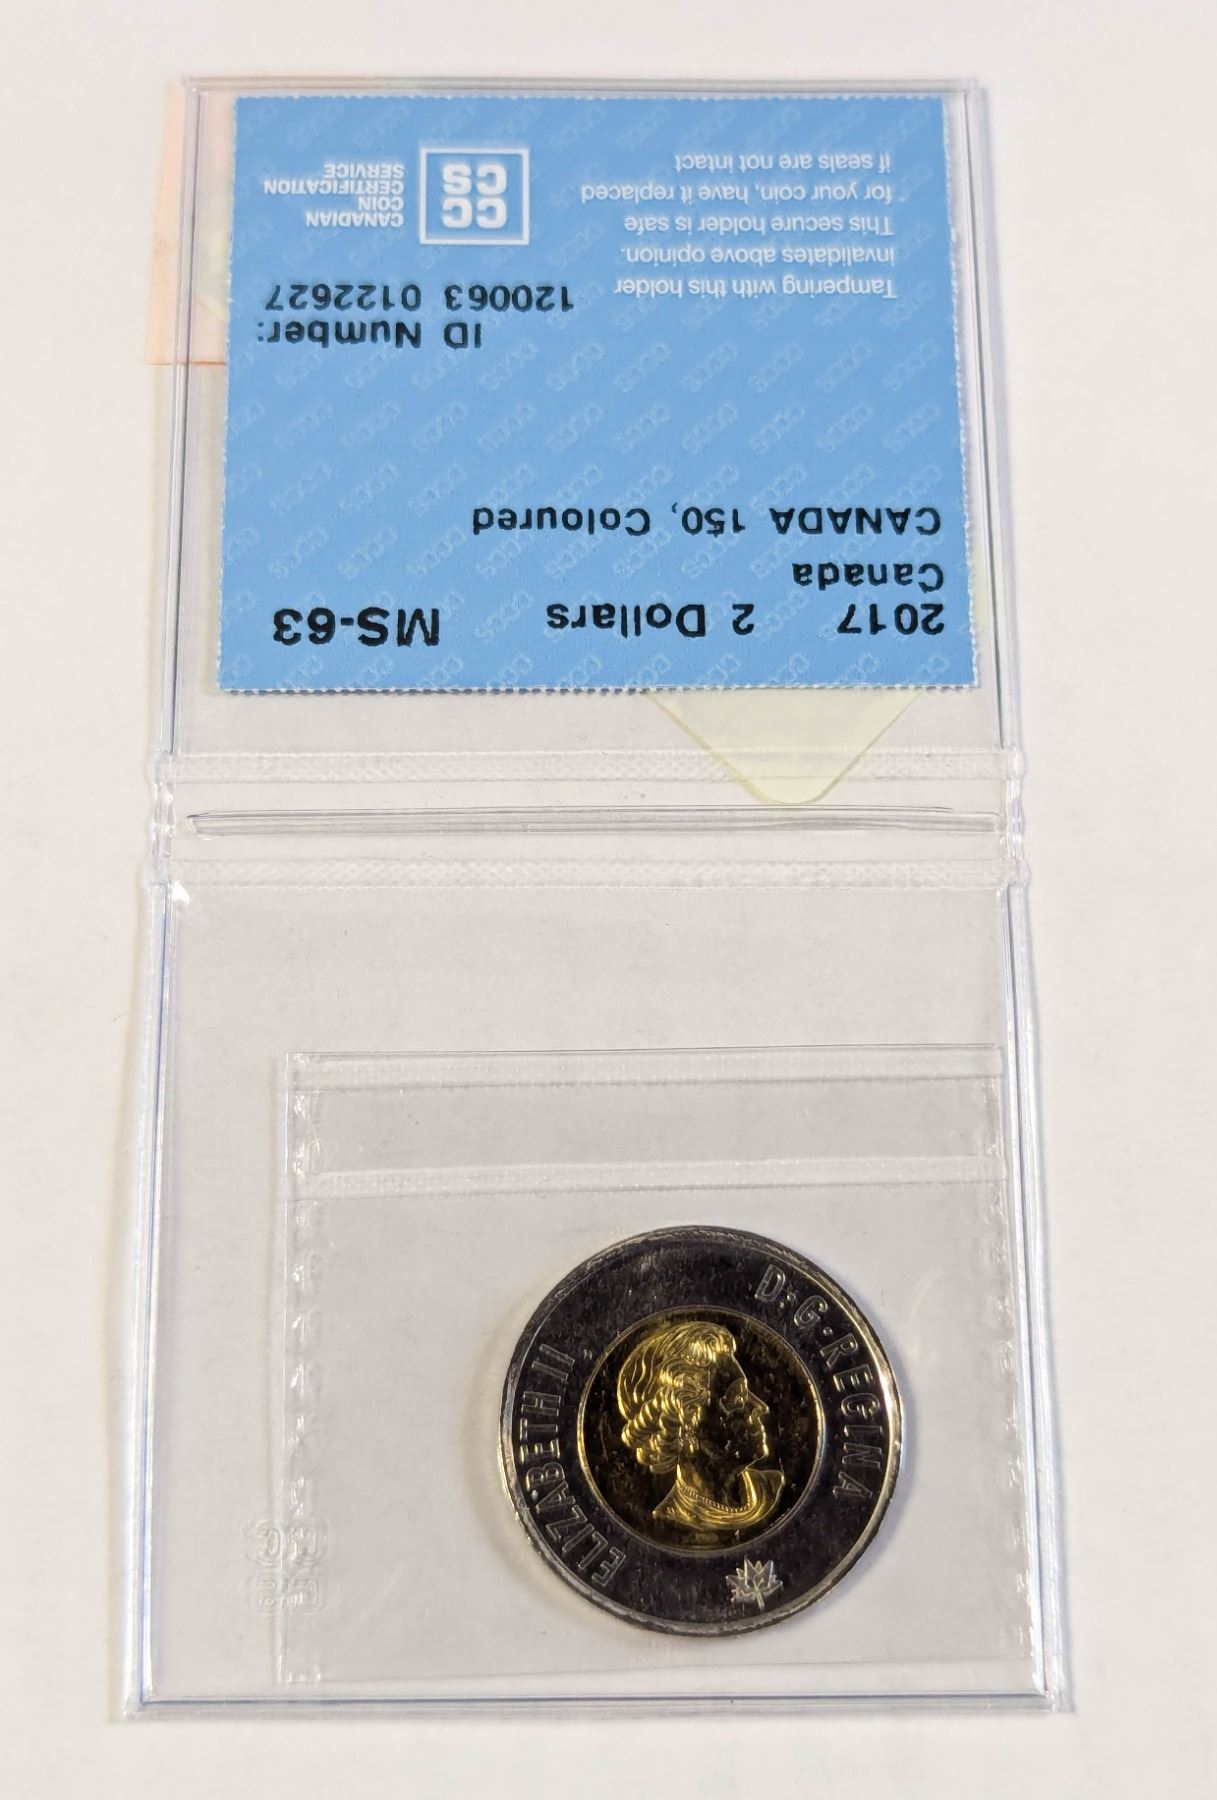 2017 2 Dollars MS-63
Canada
CANADA 150, Coloured
ID Number:
120063 0122627
Tampering with this holder
invalidates above opinion.
This secure holder is safe
for your coin, have it replaced
if seals are not intact
CC
CS
CANADIAN
COIN
CERTIFICATION
SERVICE
ELIZABETH II D·G·REGINA